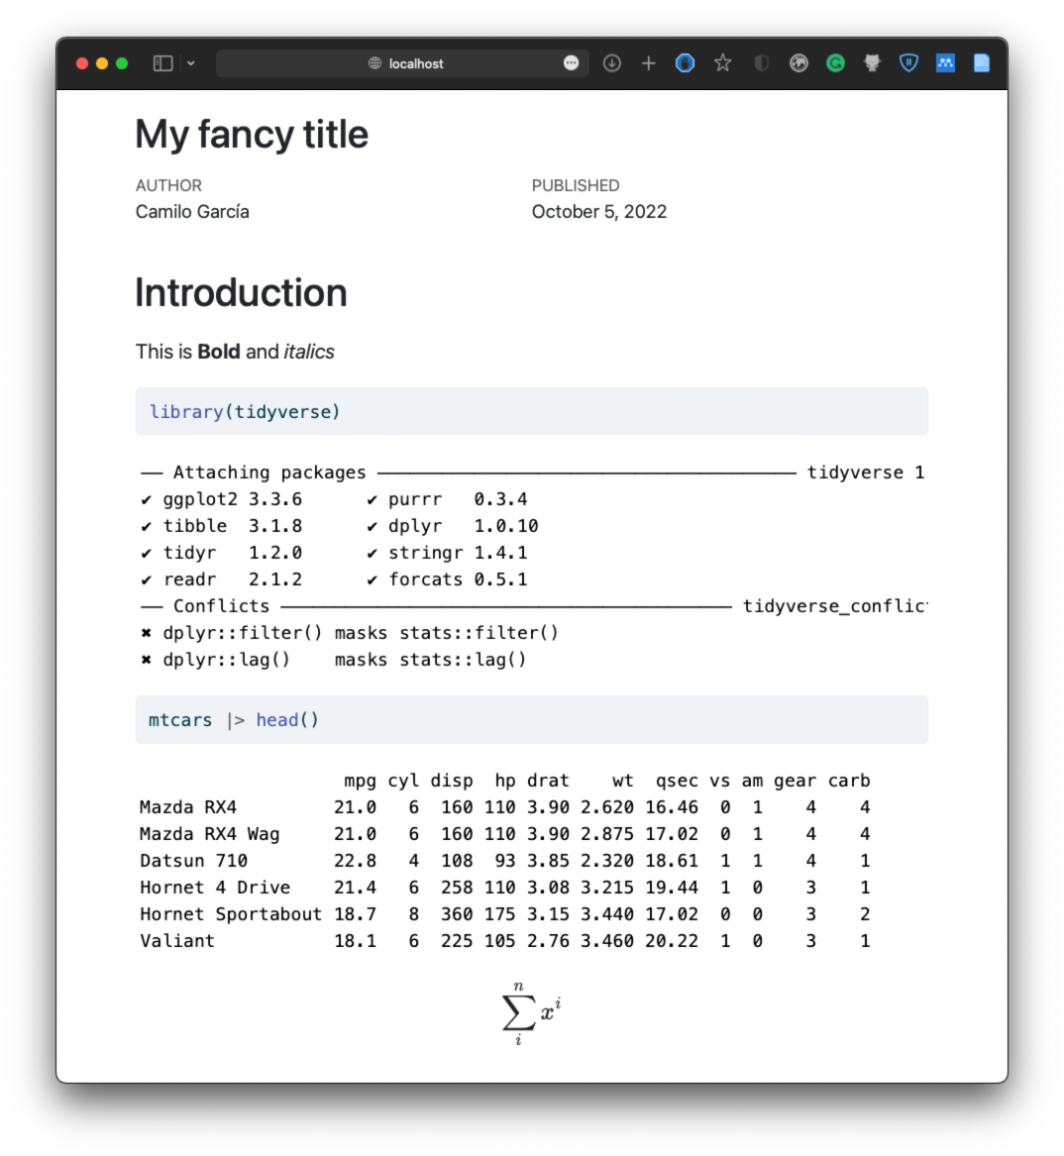 localhost
My fancy title
AUTHOR PUBLISHED
Camilo García October 5, 2022
Introduction
This is Bold and italics
library(tidyverse)
── Attaching packages ─────────────────────────────────────── tidyverse 1
✔ ggplot2 3.3.6      ✔ purrr   0.3.4
✔ tibble  3.1.8      ✔ dplyr   1.0.10
✔ tidyr   1.2.0      ✔ stringr 1.4.1
✔ readr   2.1.2      ✔ forcats 0.5.1
── Conflicts ────────────────────────────────────────── tidyverse_conflic
✖ dplyr::filter() masks stats::filter()
✖ dplyr::lag()    masks stats::lag()
mtcars |> head()
                   mpg cyl disp  hp drat    wt  qsec vs am gear carb
Mazda RX4         21.0   6  160 110 3.90 2.620 16.46  0  1    4    4
Mazda RX4 Wag     21.0   6  160 110 3.90 2.875 17.02  0  1    4    4
Datsun 710        22.8   4  108  93 3.85 2.320 18.61  1  1    4    1
Hornet 4 Drive    21.4   6  258 110 3.08 3.215 19.44  1  0    3    1
Hornet Sportabout 18.7   8  360 175 3.15 3.440 17.02  0  0    3    2
Valiant           18.1   6  225 105 2.76 3.460 20.22  1  0    3    1
n
∑ xⁱ
i